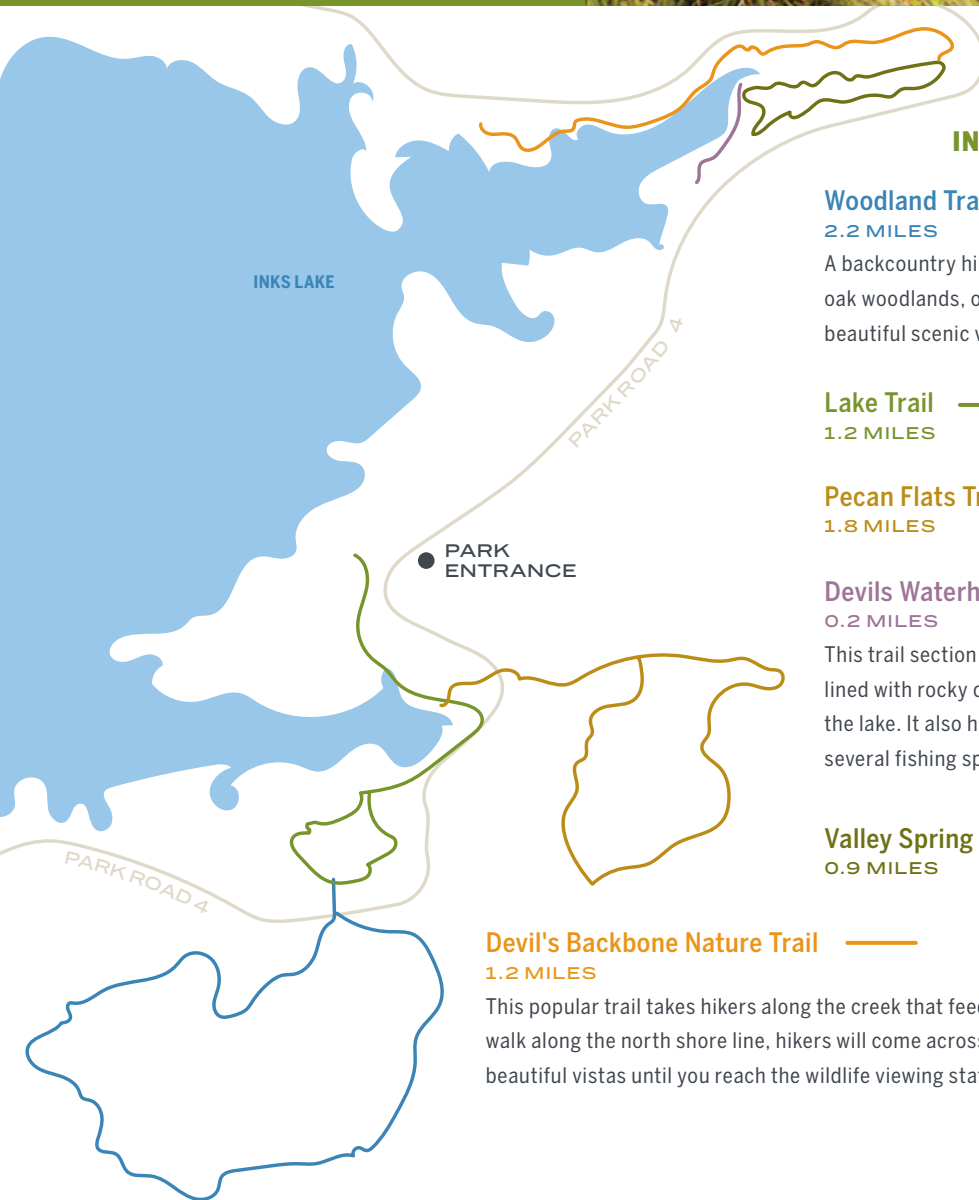 IN
Woodland Tra
2.2 MILES
A backcountry hi
oak woodlands, o
beautiful scenic v
INKS LAKE
PARK ROAD 4
Lake Trail
1.2 MILES
Pecan Flats Tr
1.8 MILES
PARK
ENTRANCE
Devils Waterh
0.2 MILES
This trail section
lined with rocky o
the lake. It also h
several fishing sp
Valley Spring
0.9 MILES
PARK ROAD 4
Devil's Backbone Nature Trail
1.2 MILES
This popular trail takes hikers along the creek that feed
walk along the north shore line, hikers will come across
beautiful vistas until you reach the wildlife viewing stat